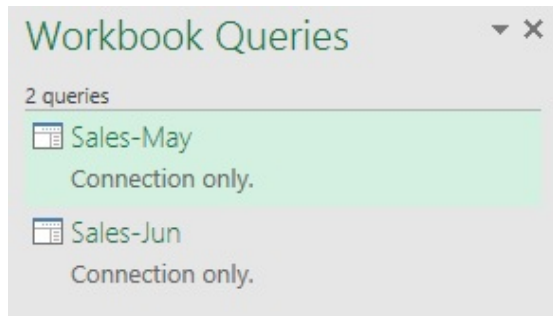 Workbook Queries
2 queries
Sales-May
Connection only.
Sales-Jun
Connection only.